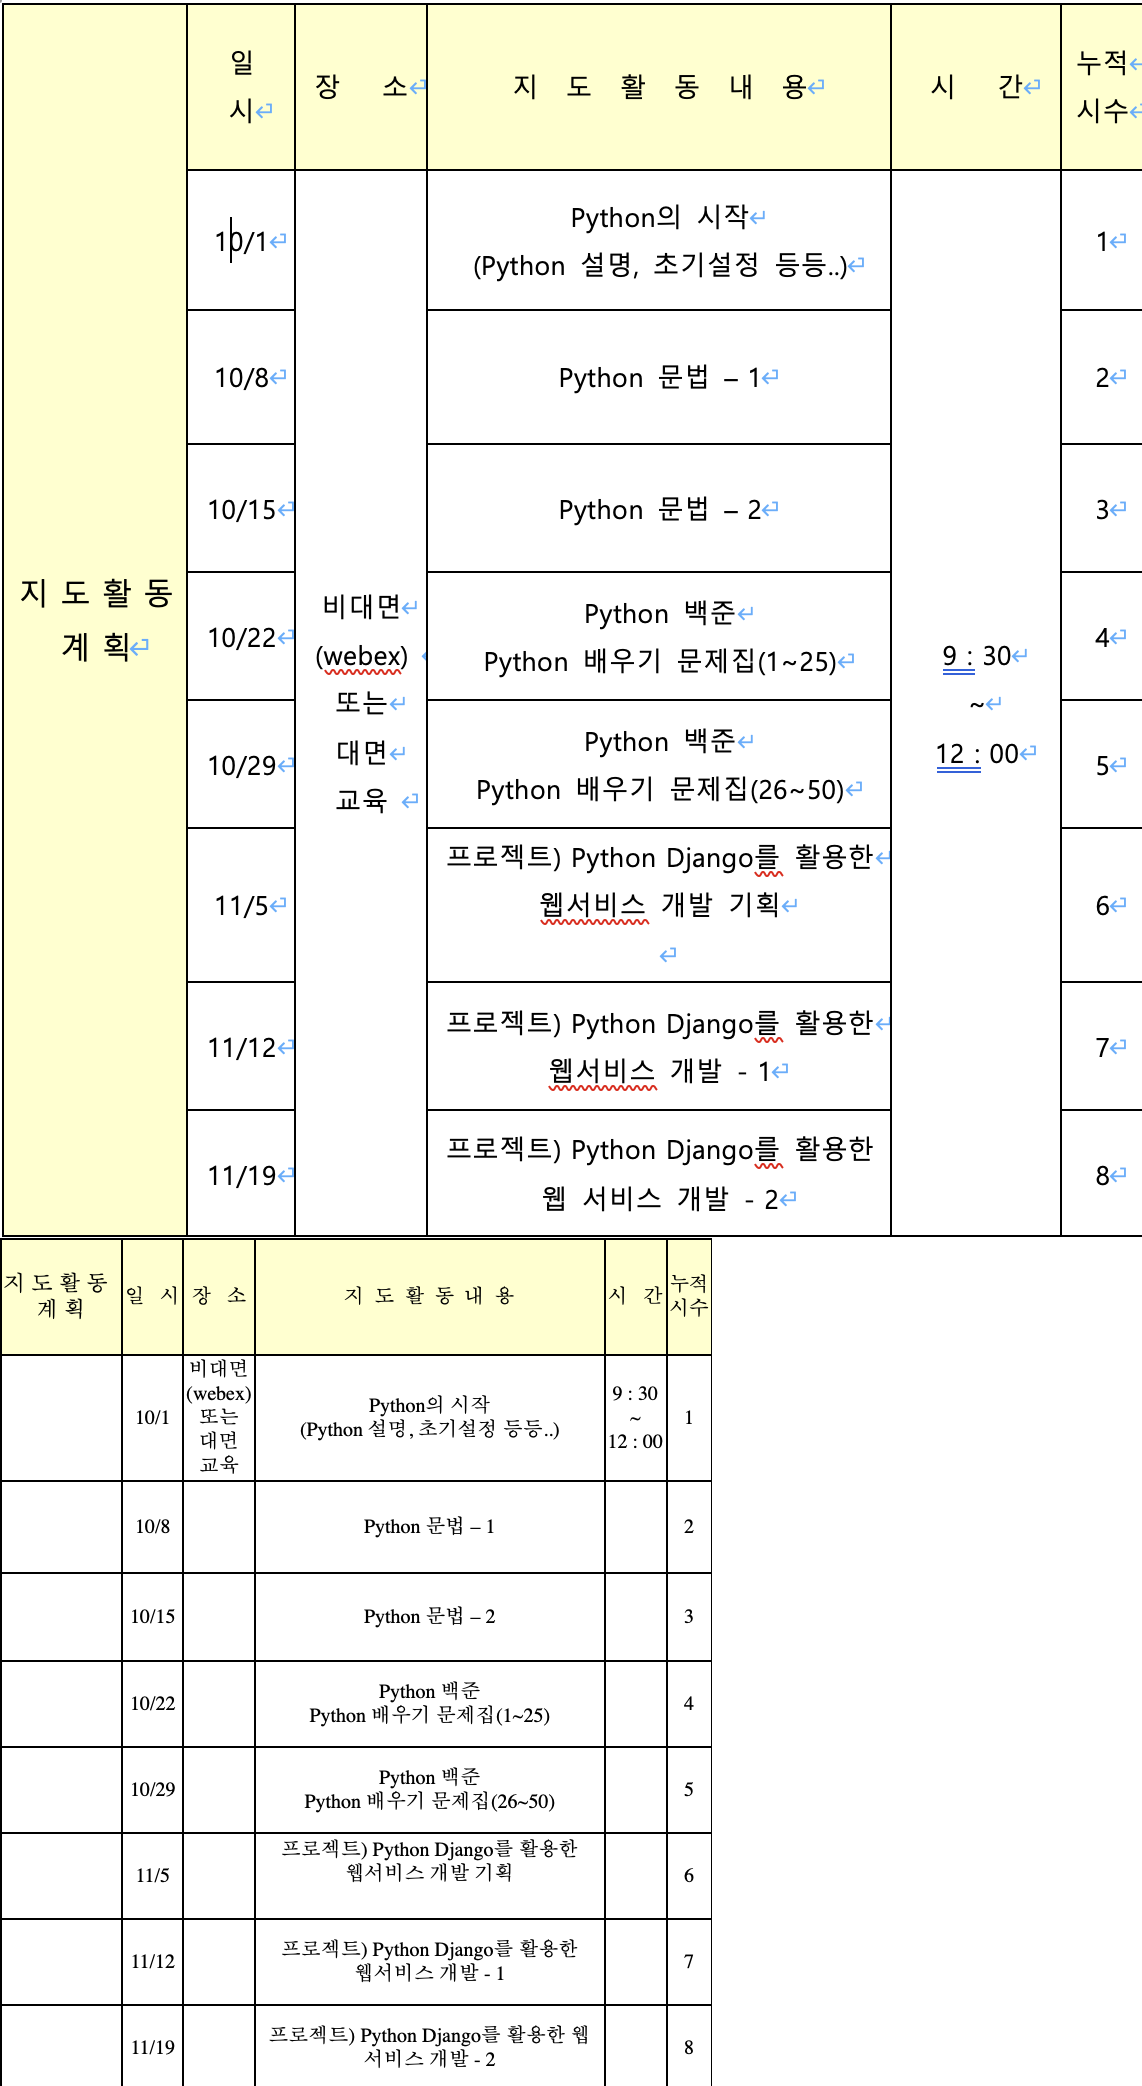 지 도 활 동
계 획
일
시
장 소
지 도 활 동 내 용
시 간
누적
시수
10/1
Python의 시작
(Python 설명, 초기설정 등등..)
1
10/8
Python 문법 – 1
2
10/15
Python 문법 – 2
3
비대면
(webex)
또는
대면
교육
9 : 30
~
12 : 00
10/22
Python 백준
Python 배우기 문제집(1~25)
4
10/29
Python 백준
Python 배우기 문제집(26~50)
5
11/5
프로젝트) Python Django를 활용한
웹서비스 개발 기획
6
11/12
프로젝트) Python Django를 활용한
웹서비스 개발 - 1
7
11/19
프로젝트) Python Django를 활용한
웹 서비스 개발 - 2
8
지 도 활 동
계 획
일 시
장 소
지 도 활 동 내 용
시 간
누적
시수
10/1
비대면
(webex)
또는
대면
교육
Python의 시작
(Python 설명, 초기설정 등등..)
9 : 30
~
12 : 00
1
10/8
Python 문법 – 1
2
10/15
Python 문법 – 2
3
10/22
Python 백준
Python 배우기 문제집(1~25)
4
10/29
Python 백준
Python 배우기 문제집(26~50)
5
11/5
프로젝트) Python Django를 활용한
웹서비스 개발 기획
6
11/12
프로젝트) Python Django를 활용한
웹서비스 개발 - 1
7
11/19
프로젝트) Python Django를 활용한 웹
서비스 개발 - 2
8